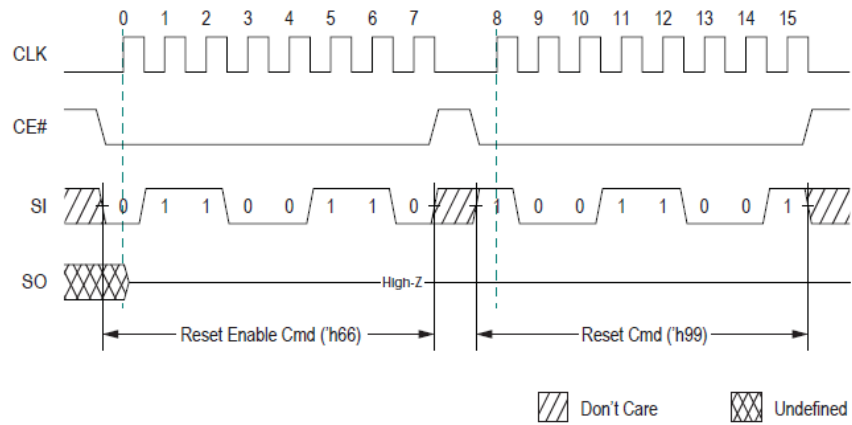 0 1 2 3 4 5 6 7 8 9 10 11 12 13 14 15
CLK
CE#
SI 0 1 1 0 0 1 1 0 1 0 0 1 1 0 0 1
SO High-Z
Reset Enable Cmd ('h66) Reset Cmd ('h99)
Don't Care Undefined